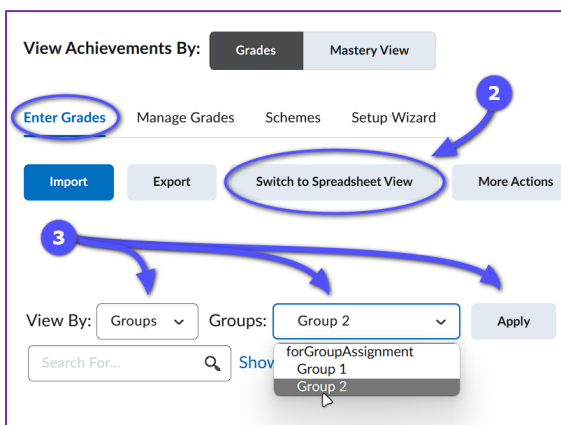 View Achievements By: Grades Mastery View
2
Enter Grades Manage Grades Schemes Setup Wizard
Import Export Switch to Spreadsheet View More Actions
3
View By: Groups Groups: Group 2 Apply
Search For... Show
forGroupAssignment
Group 1
Group 2